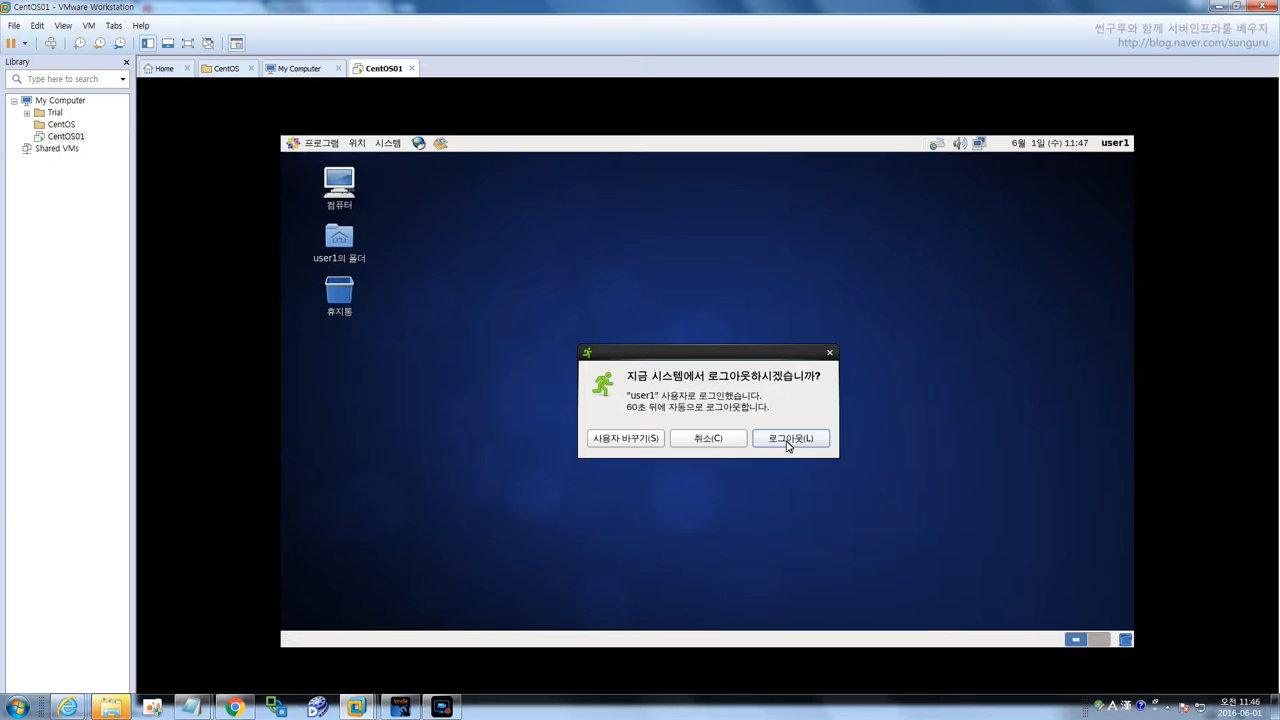 CentOS01 - VMware Workstation
File Edit View VM Tabs Help
썬구루와 함께 서버인프라를 배우자
http://blog.naver.com/sunguru
Library
Type here to search
My Computer
Trial
CentOS
CentOS01
Shared VMs
Home CentOS My Computer CentOS01
프로그램 위치 시스템
6월 1일 (수) 11:47 user1
컴퓨터
user1의 폴더
휴지통
지금 시스템에서 로그아웃하시겠습니까?
"user1" 사용자로 로그인했습니다.
60초 뒤에 자동으로 로그아웃합니다.
사용자 바꾸기(S) 취소(C) 로그아웃(L)
kindle
A 漢
오전 11:46
2016-06-01